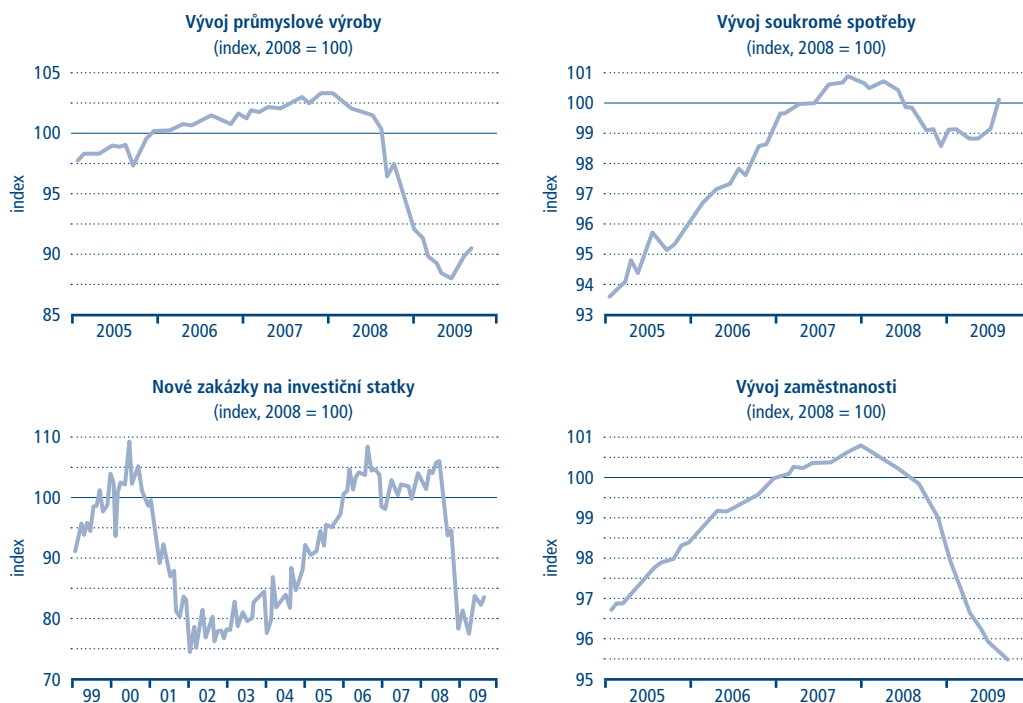 Vývoj průmyslové výroby
(index, 2008 = 100)
105
100
95
90
85
index
2005 2006 2007 2008 2009
Vývoj soukromé spotřeby
(index, 2008 = 100)
101
100
99
98
97
96
95
94
93
index
2005 2006 2007 2008 2009
Nové zakázky na investiční statky
(index, 2008 = 100)
110
100
90
80
70
index
99 00 01 02 03 04 05 06 07 08 09
Vývoj zaměstnanosti
(index, 2008 = 100)
101
100
99
98
97
96
95
index
2005 2006 2007 2008 2009